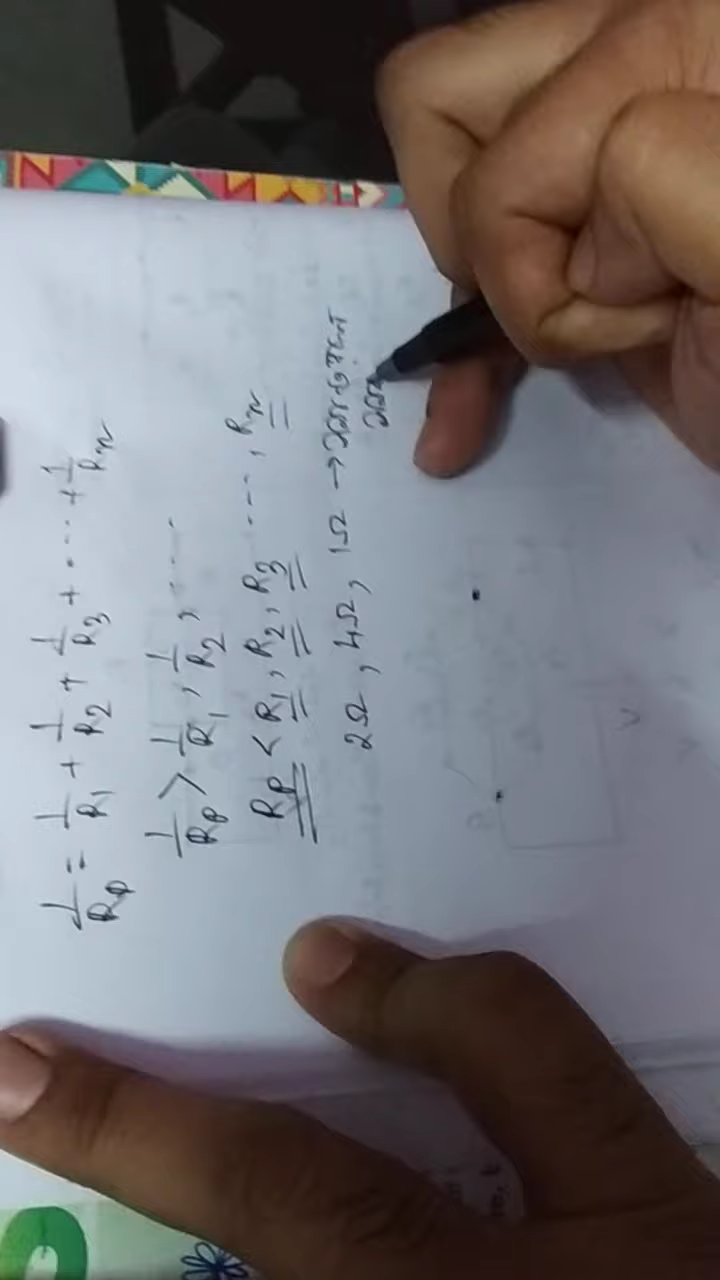 1/Rp = 1/R1 + 1/R2 + 1/R3 + ... + 1/Rn
1/Rp > 1/R1, 1/R2, ....
Rp < R1, R2, R3 ...., Rn
2Ω, 4Ω, 1Ω →
V